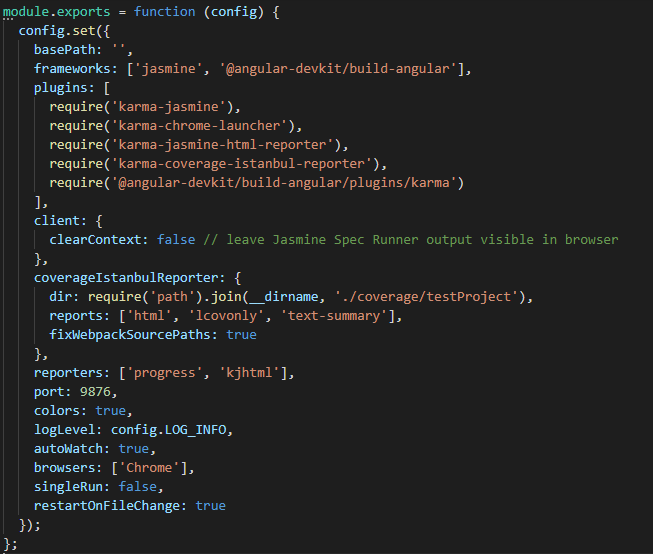 module.exports = function (config) {
  config.set({
    basePath: '',
    frameworks: ['jasmine', '@angular-devkit/build-angular'],
    plugins: [
      require('karma-jasmine'),
      require('karma-chrome-launcher'),
      require('karma-jasmine-html-reporter'),
      require('karma-coverage-istanbul-reporter'),
      require('@angular-devkit/build-angular/plugins/karma')
    ],
    client: {
      clearContext: false // leave Jasmine Spec Runner output visible in browser
    },
    coverageIstanbulReporter: {
      dir: require('path').join(__dirname, './coverage/testProject'),
      reports: ['html', 'lcovonly', 'text-summary'],
      fixWebpackSourcePaths: true
    },
    reporters: ['progress', 'kjhtml'],
    port: 9876,
    colors: true,
    logLevel: config.LOG_INFO,
    autoWatch: true,
    browsers: ['Chrome'],
    singleRun: false,
    restartOnFileChange: true
  });
};